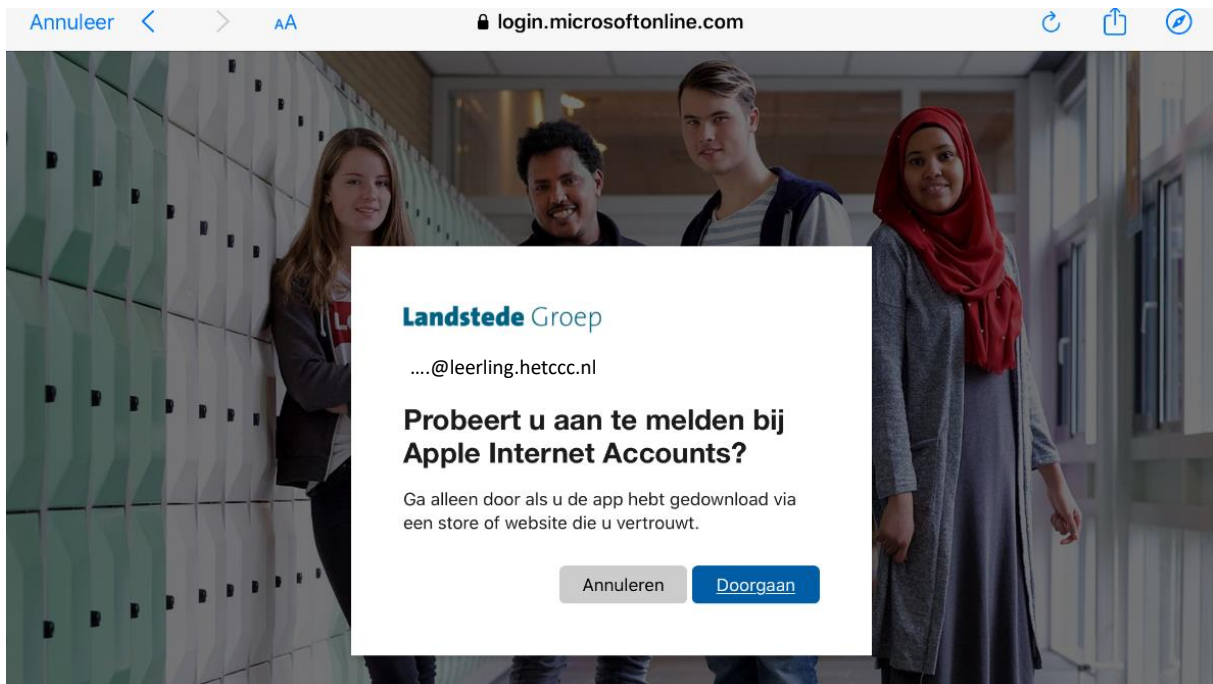 Annuleer
AA
login.microsoftonline.com
Landstede Groep
....@leerling.hetccc.nl
Probeert u aan te melden bij
Apple Internet Accounts?
Ga alleen door als u de app hebt gedownload via
een store of website die u vertrouwt.
Annuleren
Doorgaan